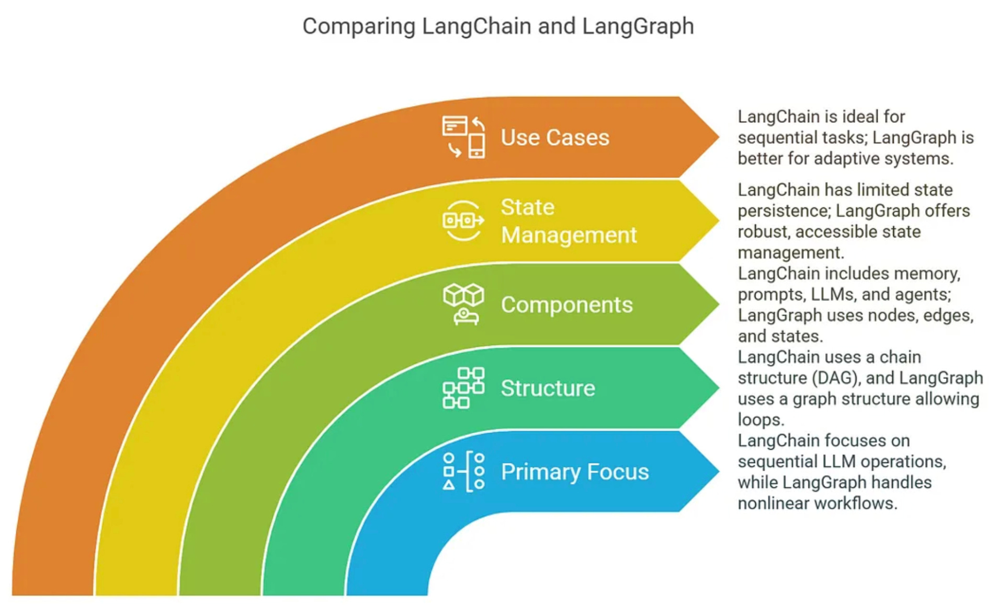 Comparing LangChain and LangGraph
Use Cases
LangChain is ideal for
sequential tasks; LangGraph is
better for adaptive systems.
State
Management
LangChain has limited state
persistence; LangGraph offers
robust, accessible state
management.
Components
LangChain includes memory,
prompts, LLMs, and agents;
LangGraph uses nodes, edges,
and states.
Structure
LangChain uses a chain
structure (DAG), and LangGraph
uses a graph structure allowing
loops.
Primary Focus
LangChain focuses on
sequential LLM operations,
while LangGraph handles
nonlinear workflows.